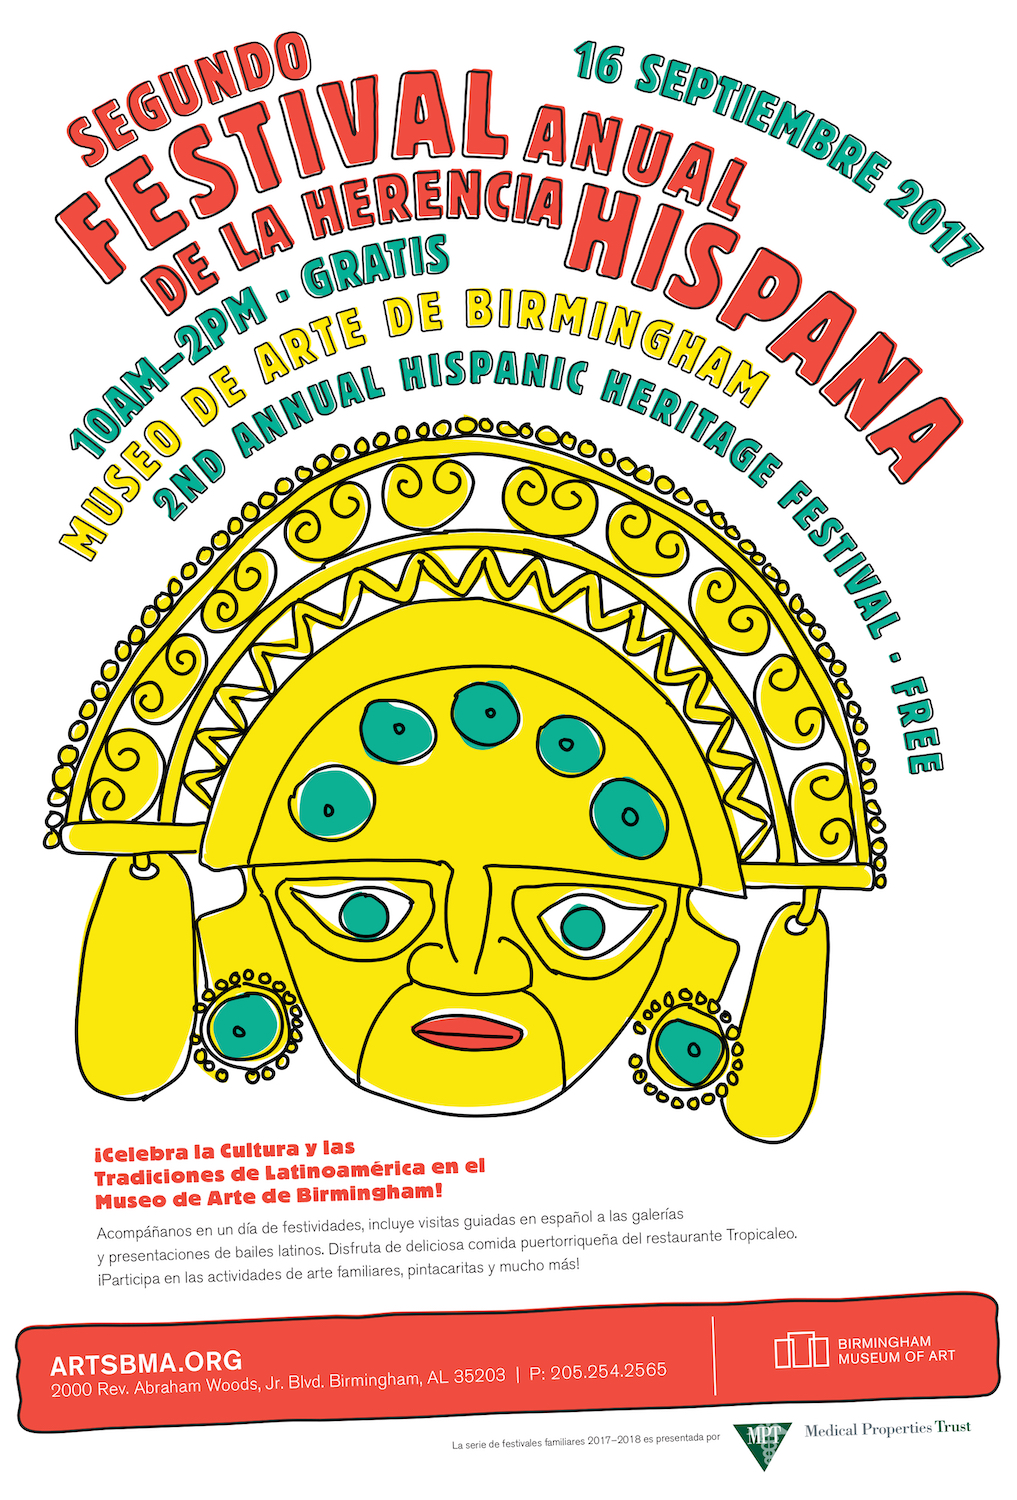 SEGUNDO
FESTIVAL ANUAL
DE LA HERENCIA HISPANA
16 SEPTIEMBRE 2017
10AM–2PM · GRATIS
MUSEO DE ARTE DE BIRMINGHAM
2ND ANNUAL HISPANIC HERITAGE FESTIVAL · FREE
¡Celebra la Cultura y las
Tradiciones de Latinoamérica en el
Museo de Arte de Birmingham!
Acompáñanos en un día de festividades, incluye visitas guiadas en español a las galerías
y presentaciones de bailes latinos. Disfruta de deliciosa comida puertorriqueña del restaurante Tropicaleo.
¡Participa en las actividades de arte familiares, pintacaritas y mucho más!
ARTSBMA.ORG
2000 Rev. Abraham Woods, Jr. Blvd. Birmingham, AL 35203 | P: 205.254.2565
BIRMINGHAM
MUSEUM OF ART
La serie de festivales familiares 2017–2018 es presentada por
MPT
Medical Properties Trust